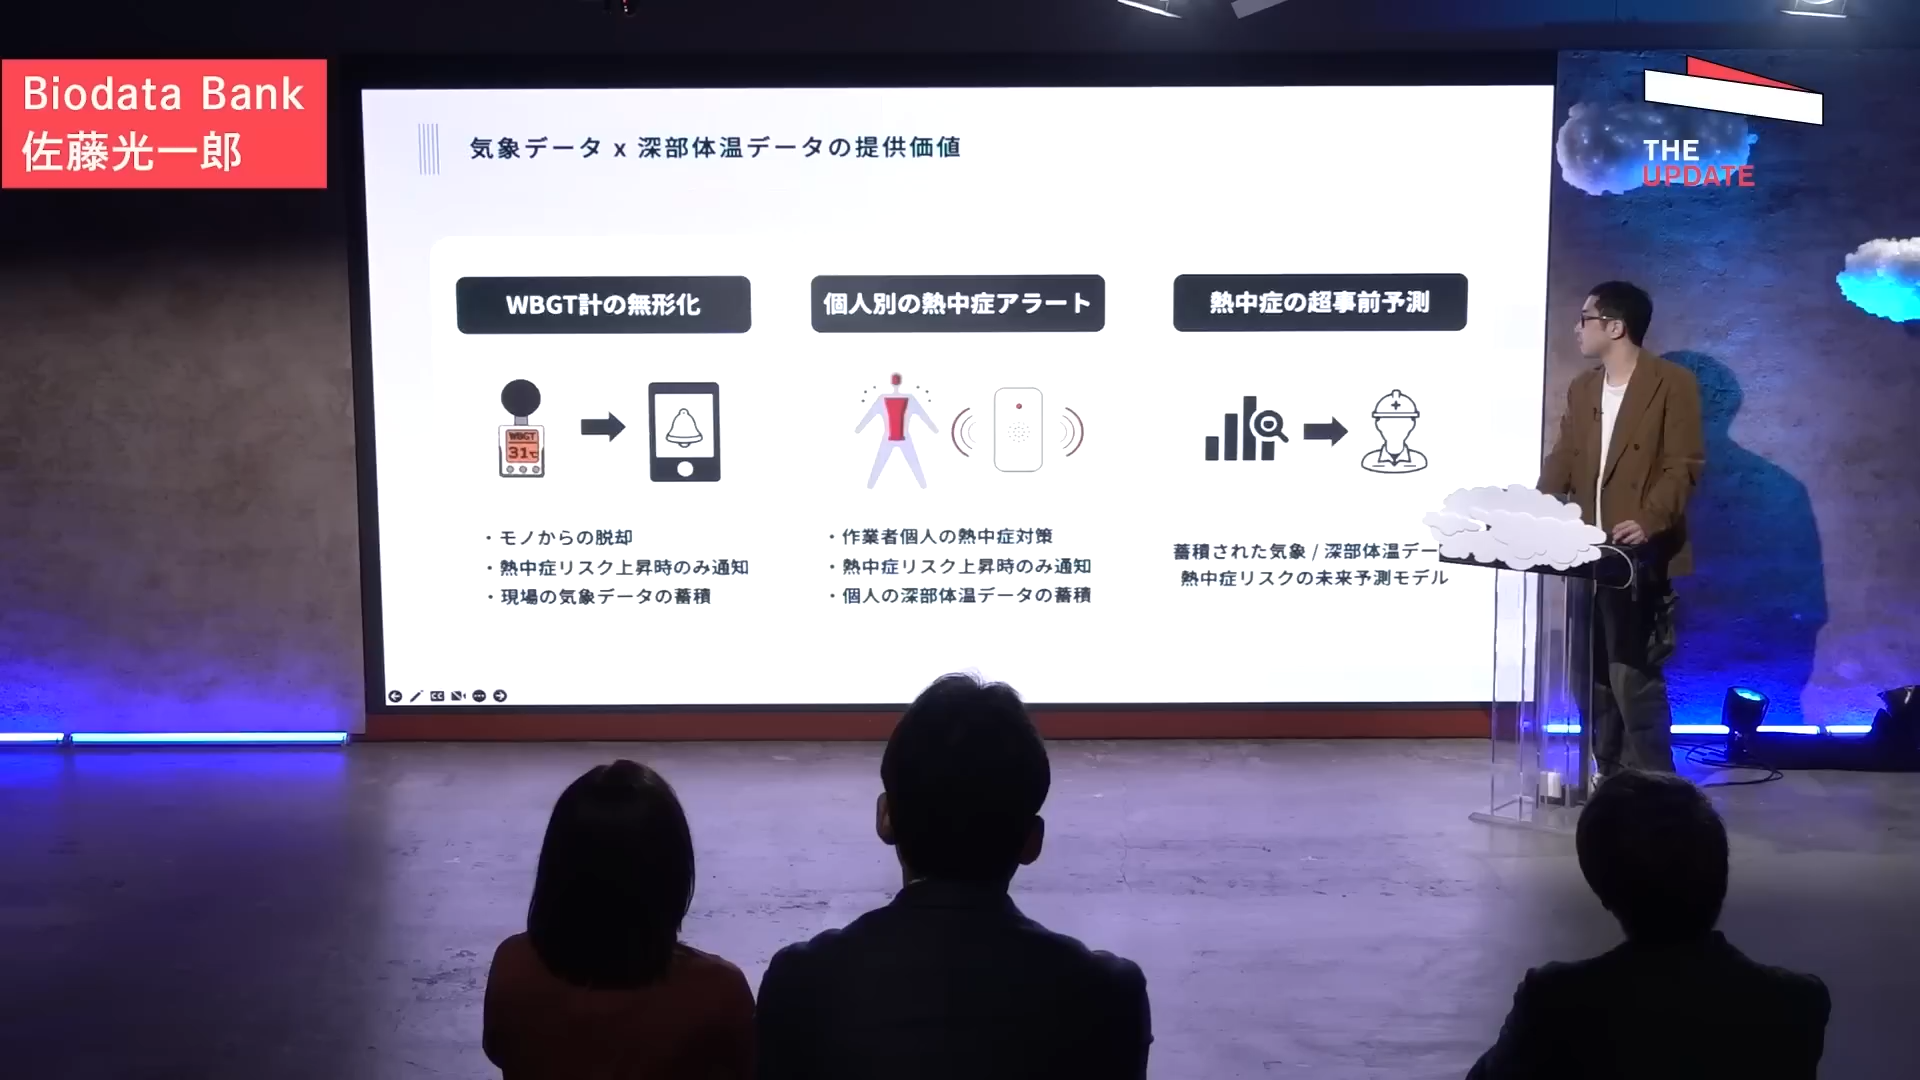 Biodata Bank
佐藤光一郎
THE
UPDATE
気象データ x 深部体温データの提供価値
WBGT計の無形化
WBGT
31℃
・モノからの脱却
・熱中症リスク上昇時のみ通知
・現場の気象データの蓄積
個人別の熱中症アラート
・作業者個人の熱中症対策
・熱中症リスク上昇時のみ通知
・個人の深部体温データの蓄積
熱中症の超事前予測
蓄積された気象 / 深部体温デー
熱中症リスクの未来予測モデル